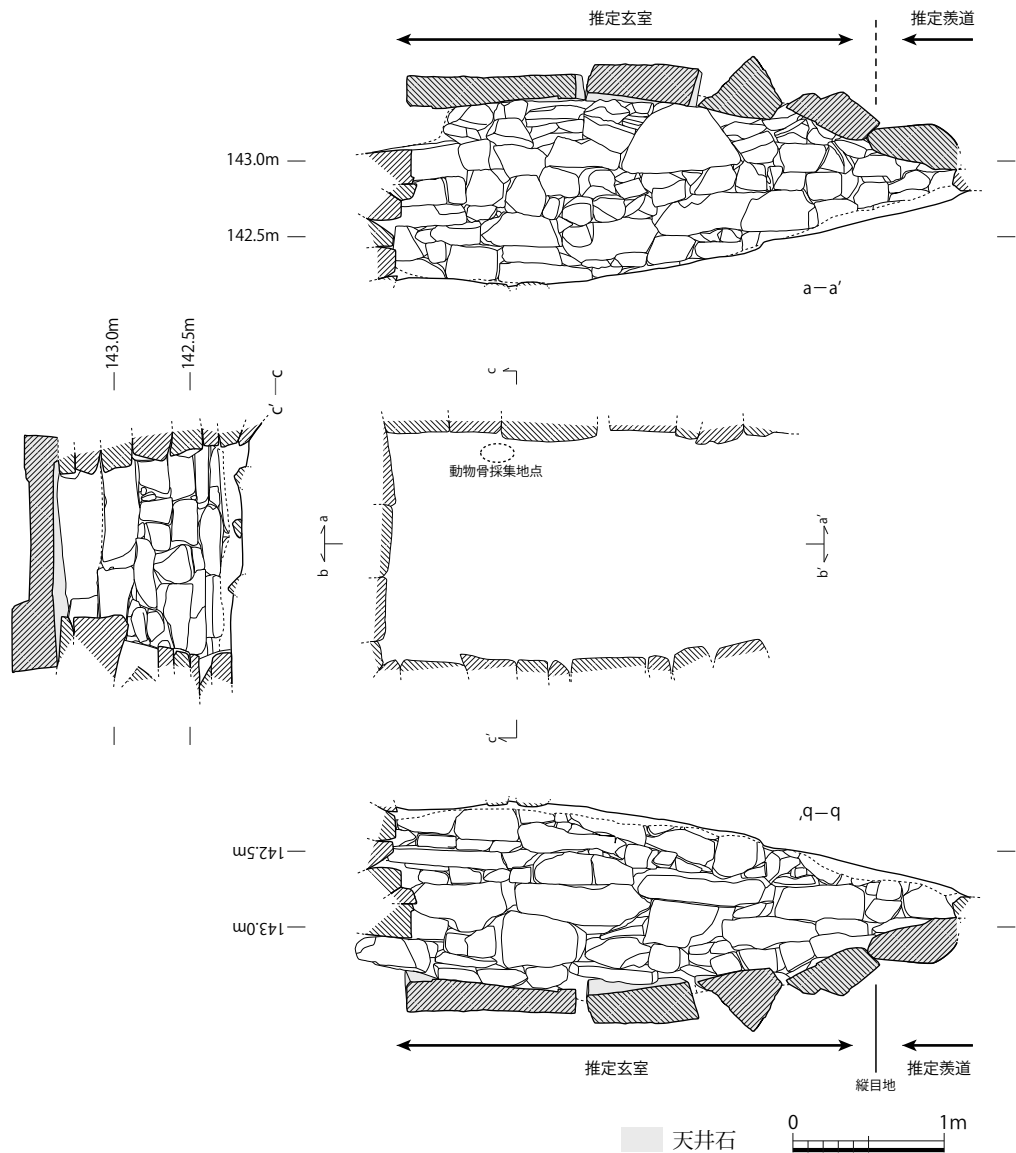 推定玄室
推定羨道
143.0m
142.5m
a－a’
143.0m
142.5m
c－c’
c
動物骨採集地点
a
b
a’
b’
c’
b－b’
142.5m
143.0m
推定玄室
推定羨道
縦目地
天井石
0
1m